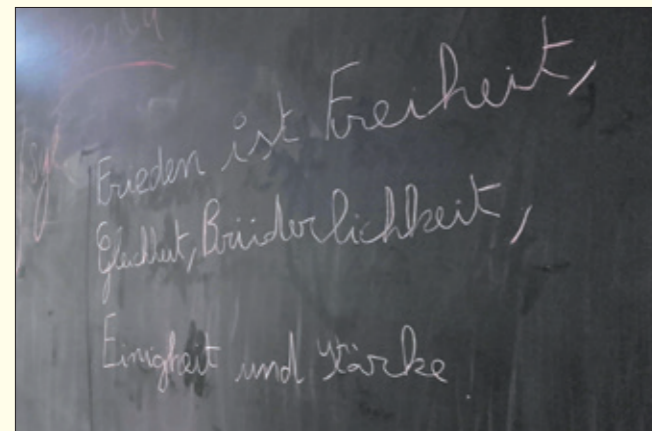 Frieden ist Freiheit,
Gleichheit, Brüderlichkeit,
Einigkeit und Stärke.